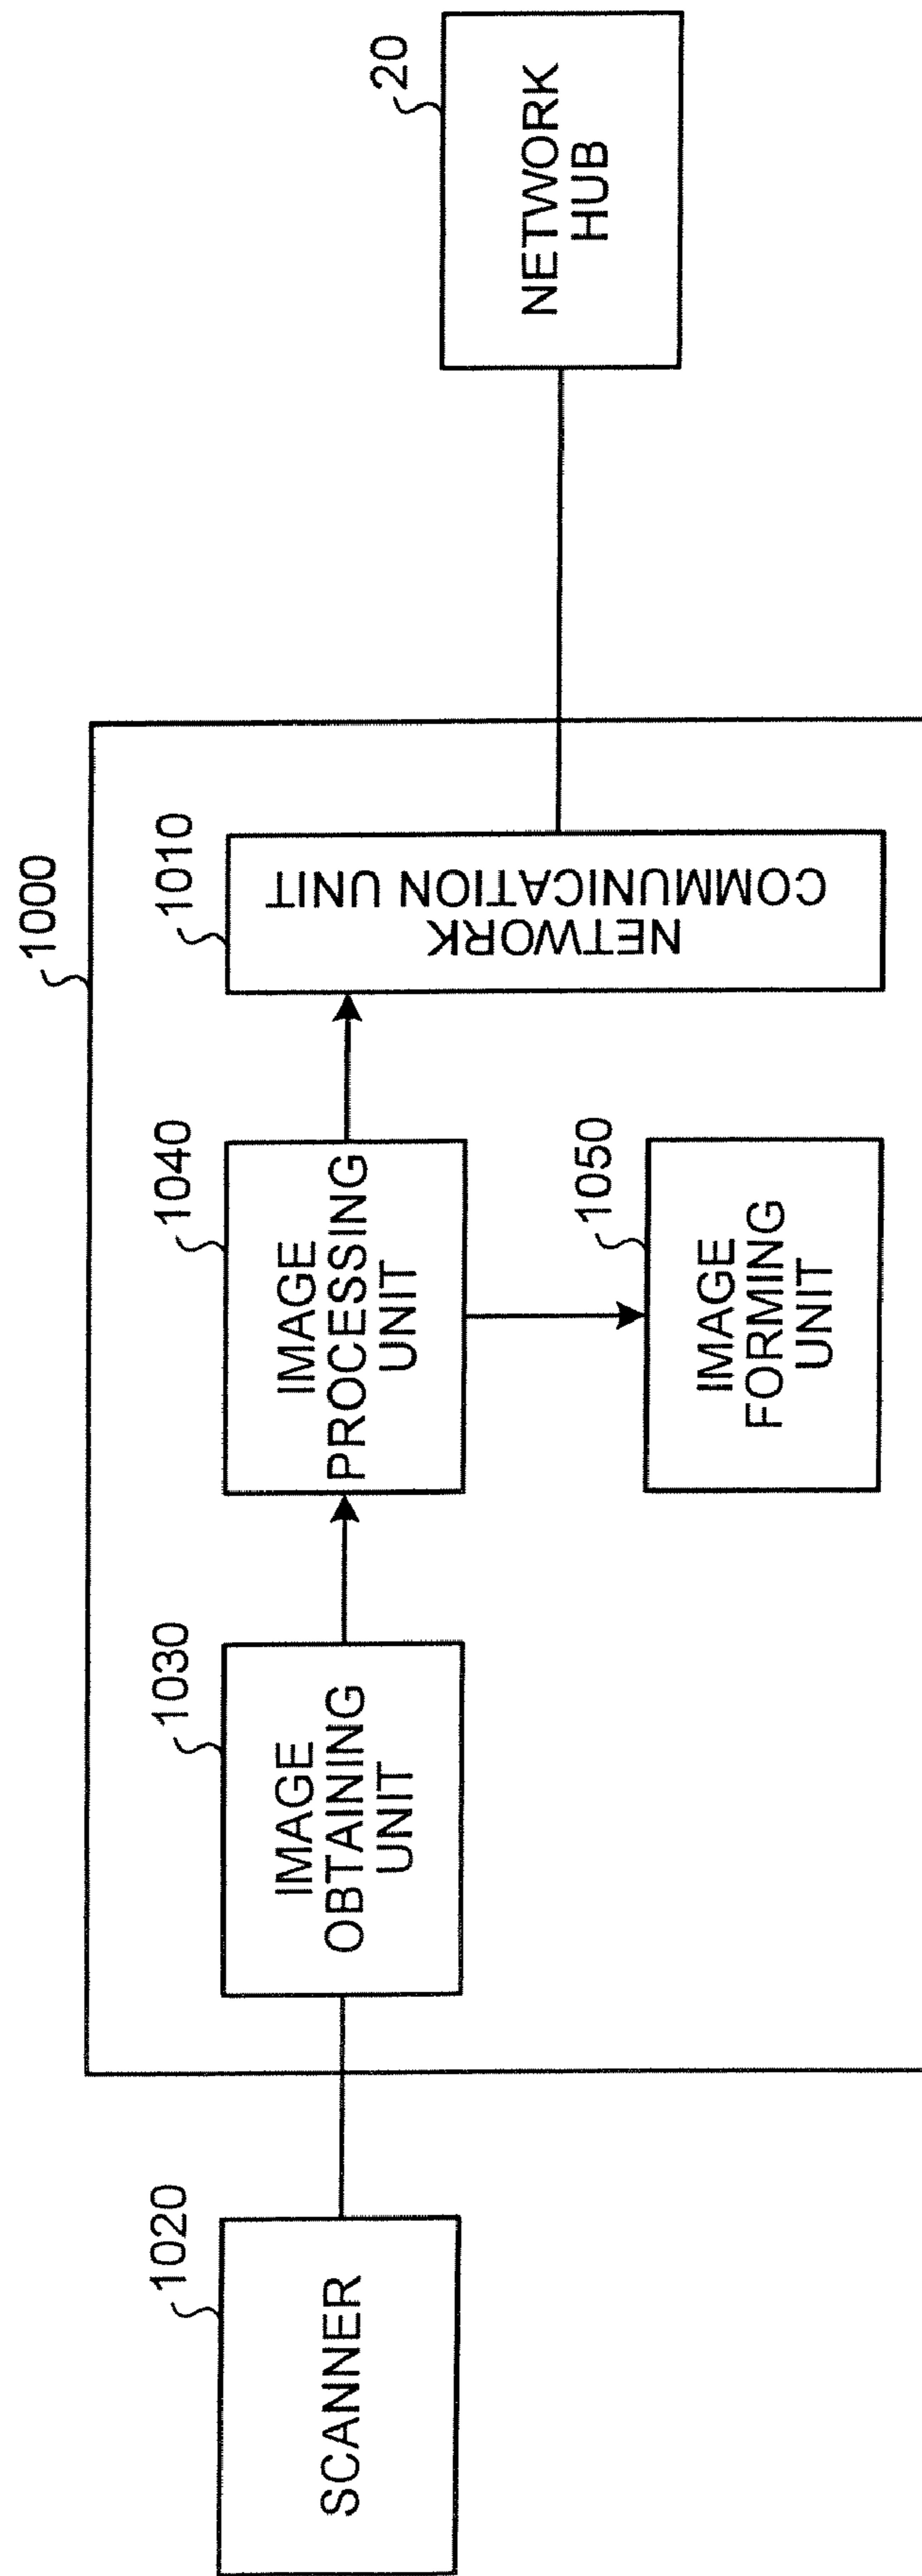 1000
1020
SCANNER
1030
IMAGE
OBTAINING
UNIT
1040
IMAGE
PROCESSING
UNIT
1010
NETWORK
COMMUNICATION UNIT
20
NETWORK
HUB
1050
IMAGE
FORMING
UNIT